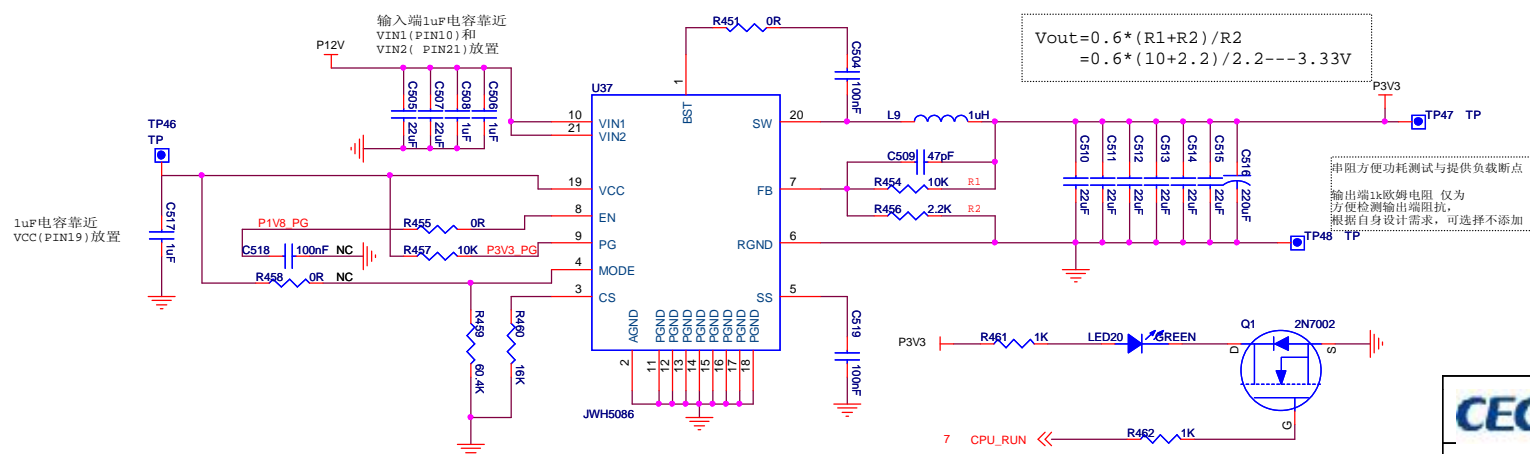 输入端1uF电容靠近
VIN1(PIN10)和
VIN2( PIN21)放置
P12V
C505
22uF
C507
22uF
C508
1uF
C506
1uF
R451
0R
C504
100nF
Vout=0.6*(R1+R2)/R2
=0.6*(10+2.2)/2.2---3.33V
U37
1
BST
10
VIN1
21
VIN2
19
VCC
8
EN
9
PG
4
MODE
3
CS
20
SW
7
FB
6
RGND
5
SS
AGND
PGND
PGND
PGND
PGND
PGND
PGND
PGND
PGND
2
11
12
13
14
15
16
17
18
JWH5086
TP46
TP
1uF电容靠近
VCC(PIN19)放置
C517
1uF
P1V8_PG
R455
0R
C518
100nF
NC
R457
10K
P3V3_PG
R458
0R
NC
R459
60.4K
R460
16K
L9
1uH
C509
47pF
R454
10K
R1
R456
2.2K
R2
C510
22uF
C511
22uF
C512
22uF
C513
22uF
C514
22uF
C515
22uF
C516
220uF
P3V3
TP47
TP
TP48
TP
串阻方便功耗测试与提供负载断点
输出端1k欧姆电阻 仅为
方便检测输出端阻抗,
根据自身设计需求, 可选择不添加
C519
100nF
P3V3
R461
1K
LED20
GREEN
Q1
2N7002
D
S
G
7
CPU_RUN
R462
1K